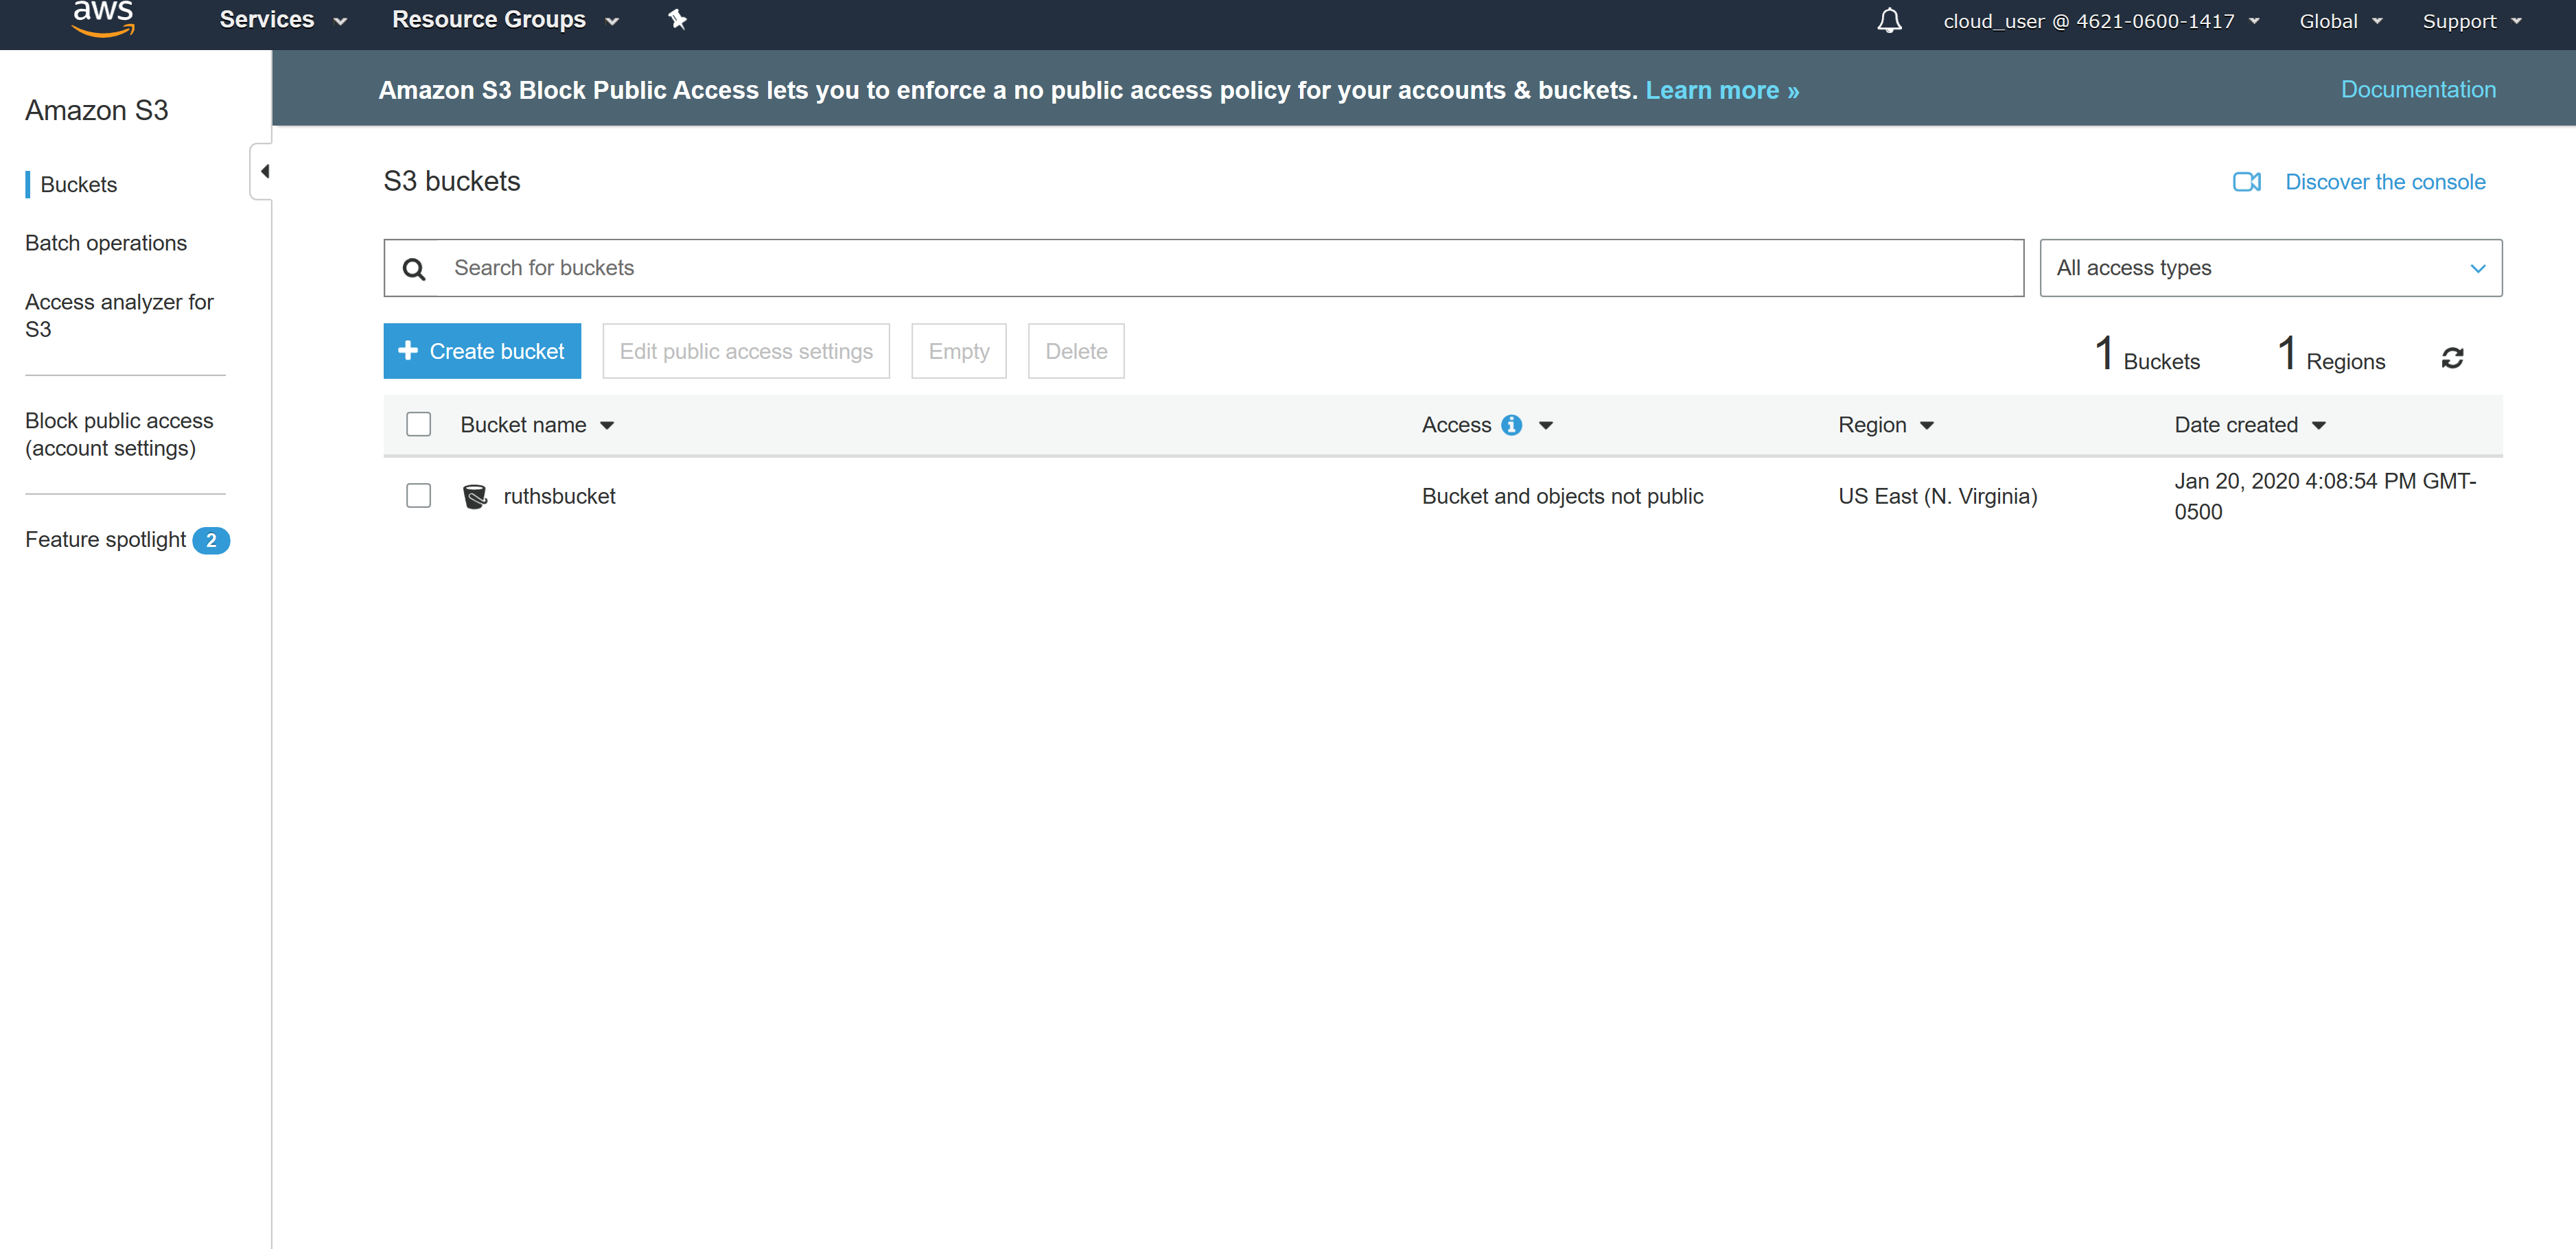 aws
Services
Resource Groups
cloud_user @ 4621-0600-1417
Global
Support
Amazon S3 Block Public Access lets you to enforce a no public access policy for your accounts & buckets. Learn more »
Documentation
Amazon S3
Buckets
Batch operations
Access analyzer for
S3
Block public access
(account settings)
Feature spotlight 2
S3 buckets
Discover the console
Search for buckets
All access types
Create bucket
Edit public access settings
Empty
Delete
1 Buckets
1 Regions
Bucket name
Access
Region
Date created
ruthsbucket
Bucket and objects not public
US East (N. Virginia)
Jan 20, 2020 4:08:54 PM GMT-
0500